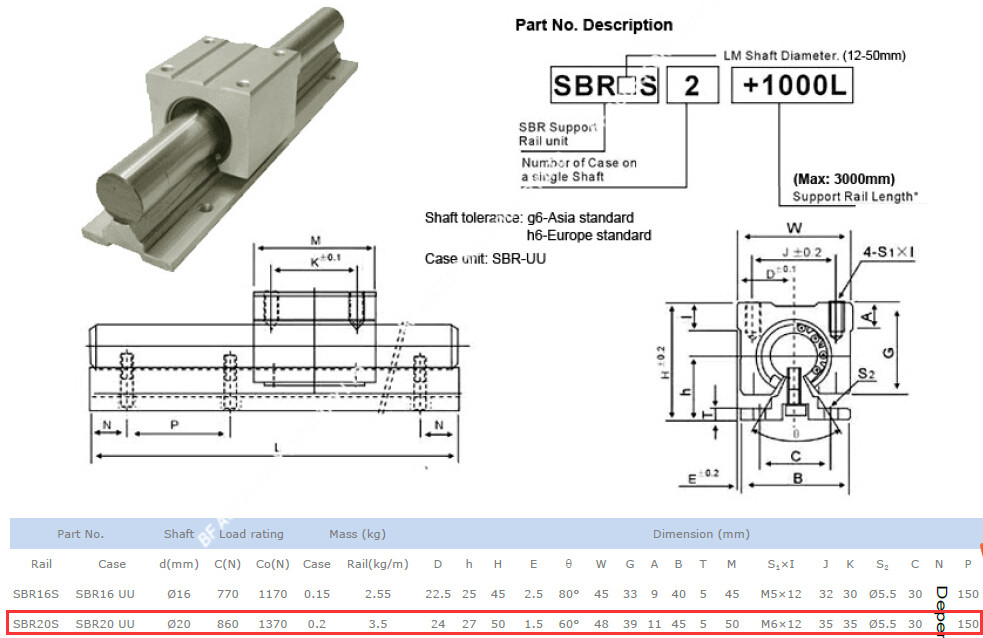 Part No. Description
LM Shaft Diameter. (12-50mm)
SBR□S 2 +1000L
SBR Support
Rail unit
Number of Case on
a single Shaft
(Max: 3000mm)
Support Rail Length*
Shaft tolerance: g6-Asia standard
h6-Europe standard
Case unit: SBR-UU
M
K±0.1
N P N
L
W
J±0.2
4-S1×I
D±0.1
I A
H±0.2 G
h S2
T
θ
C
E±0.2 B
BF A
Part No. Shaft Load rating Mass (kg) Dimension (mm)
Rail Case d(mm) C(N) Co(N) Case Rail(kg/m) D h H E θ W G A B T M S₁×I J K S₂ C N P
SBR16S SBR16 UU Ø16 770 1170 0.15 2.55 22.5 25 45 2.5 80° 45 33 9 40 5 45 M5×12 32 30 Ø5.5 30 150
SBR20S SBR20 UU Ø20 860 1370 0.2 3.5 24 27 50 1.5 60° 48 39 11 45 5 50 M6×12 35 35 Ø5.5 30 150
Deper